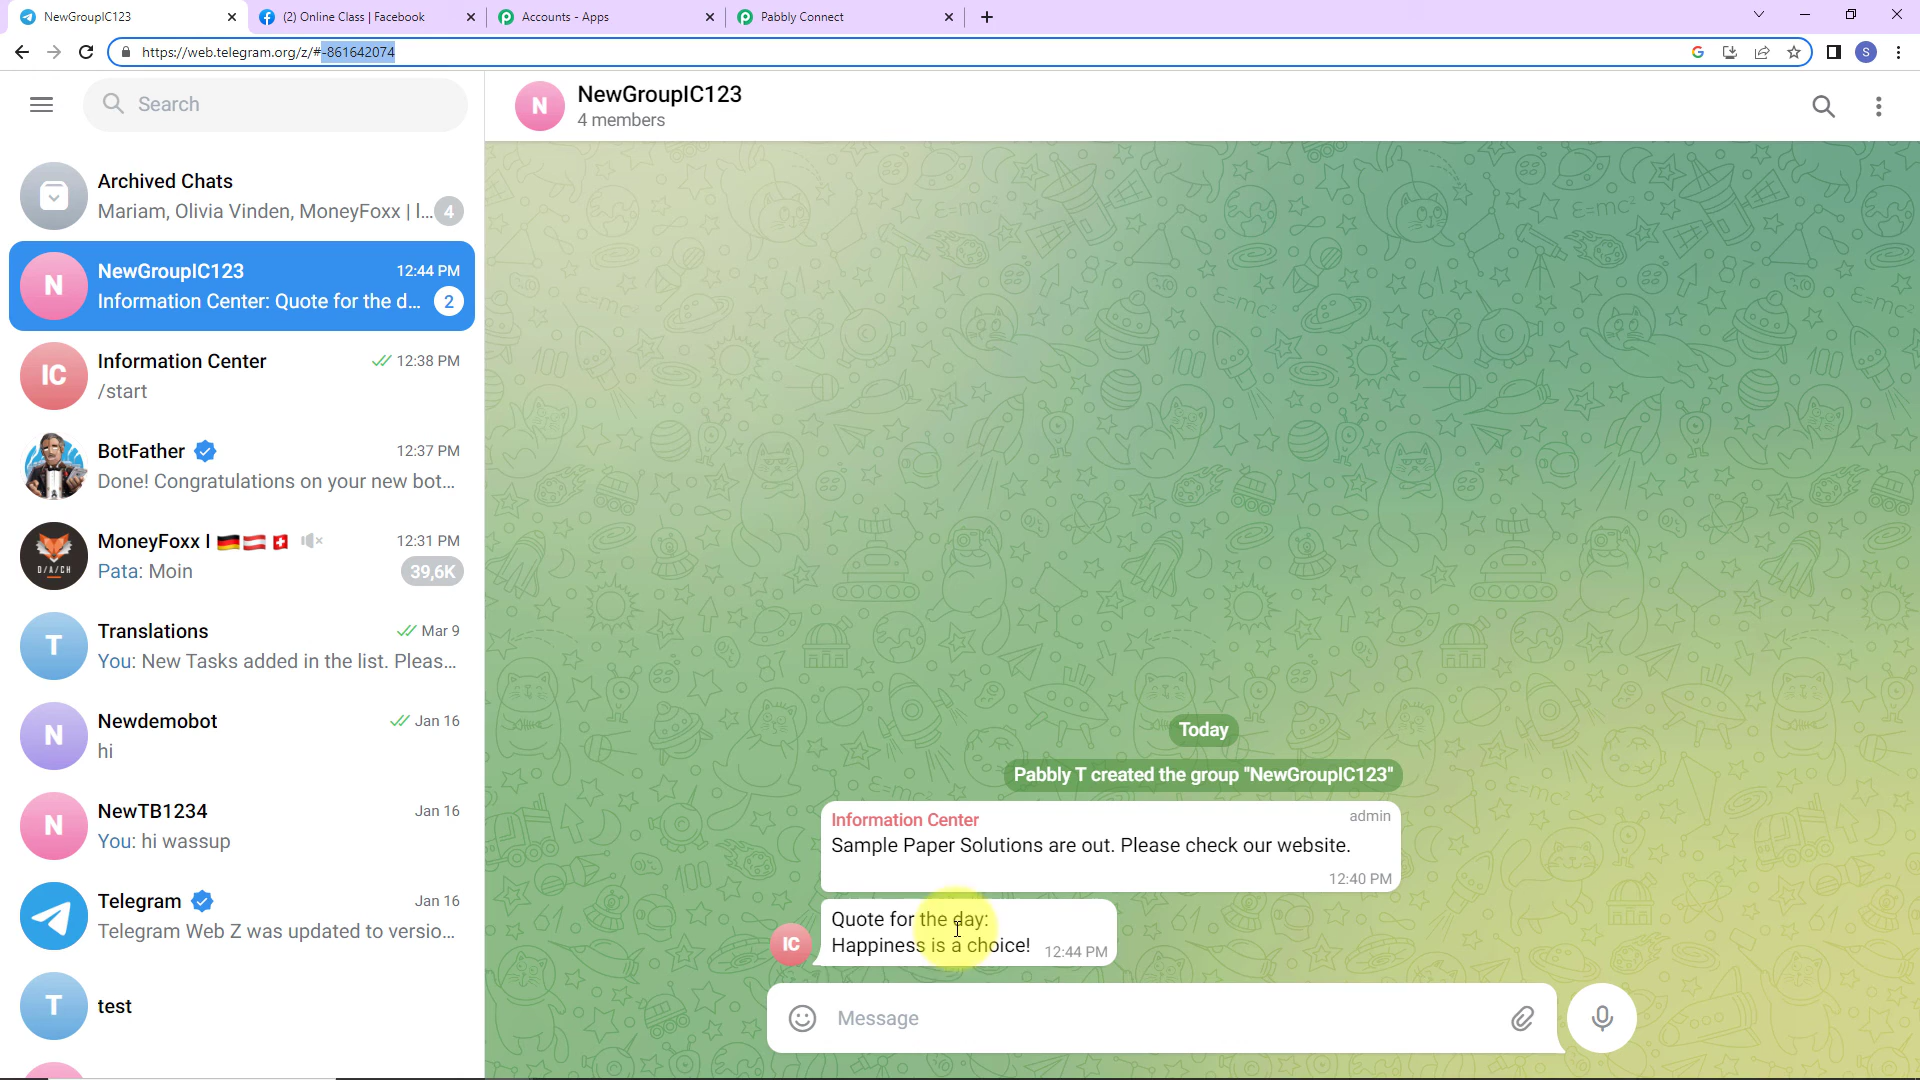 NewGroupIC123
(2) Online Class | Facebook
Accounts - Apps
Pabbly Connect
https://web.telegram.org/z/#-861642074
S
Search
N
NewGroupIC123
4 members
Archived Chats
Mariam, Olivia Vinden, MoneyFoxx | l...
4
N
NewGroupIC123
12:44 PM
Information Center: Quote for the d...
2
IC
Information Center
12:38 PM
/start
BotFather
12:37 PM
Done! Congratulations on your new bot...
D/A/CH
MoneyFoxx l 🇩🇪🇦🇹🇨🇭
12:31 PM
Pata: Moin
39,6K
T
Translations
Mar 9
You: New Tasks added in the list. Pleas...
N
Newdemobot
Jan 16
hi
N
NewTB1234
Jan 16
You: hi wassup
Telegram
Jan 16
Telegram Web Z was updated to versio...
T
test
Today
Pabbly T created the group "NewGroupIC123"
Information Center
admin
Sample Paper Solutions are out. Please check our website.
12:40 PM
IC
Quote for the day:
Happiness is a choice!
12:44 PM
Message